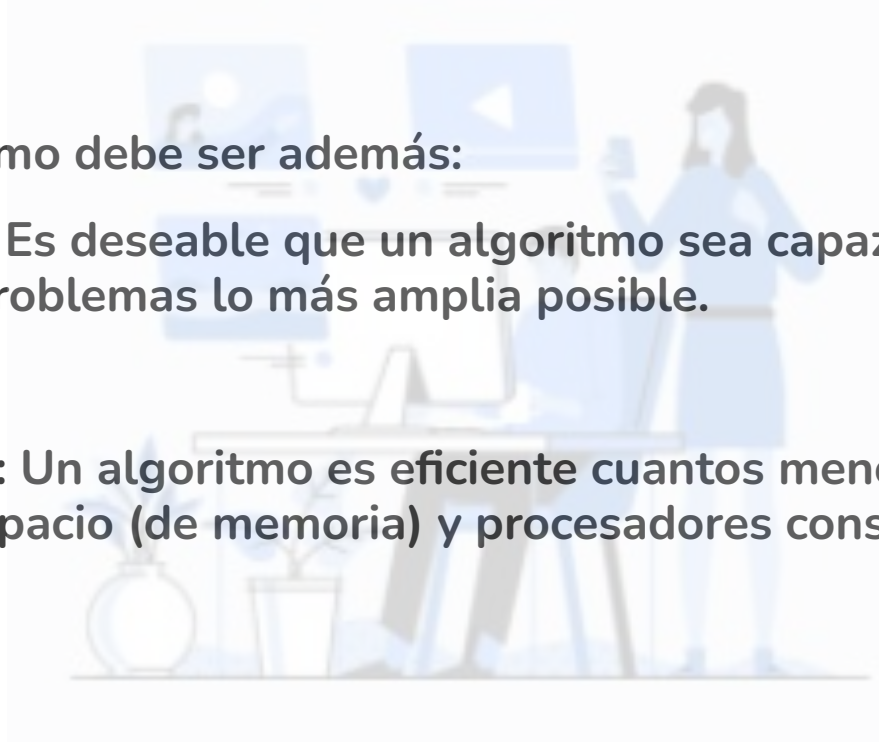 mo debe ser además:
Es deseable que un algoritmo sea capaz
roblemas lo más amplia posible.
: Un algoritmo es eficiente cuantos men
pacio (de memoria) y procesadores cons